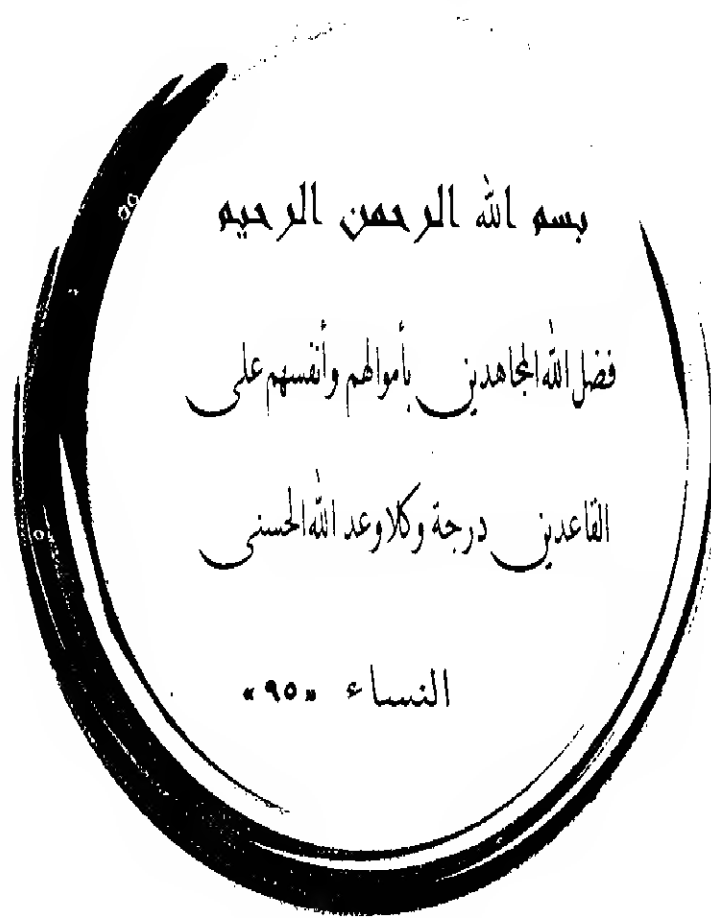 بسم الله الرحمن الرحيم
فضل الله المجاهدين بأموالهم وأنفسهم على
القاعدين درجة وكلا وعد الله الحسنى
النساء «٩٥»